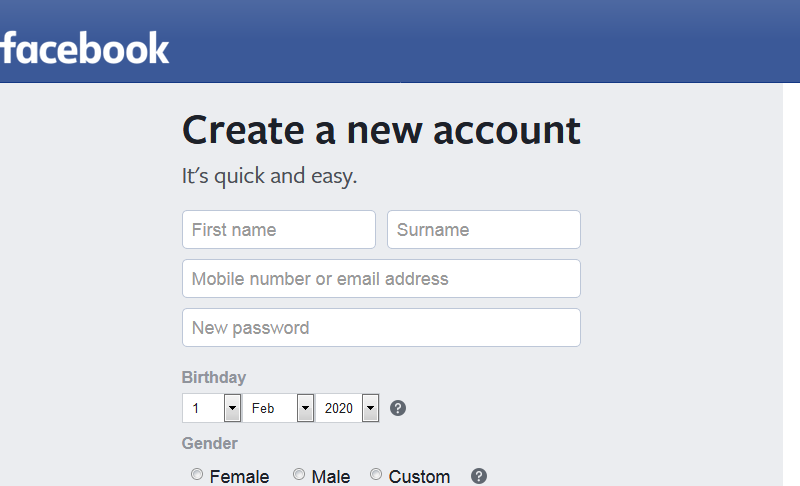 facebook
Create a new account
It's quick and easy.
First name Surname
Mobile number or email address
New password
Birthday
1 Feb 2020 ?
Gender
Female Male Custom ?